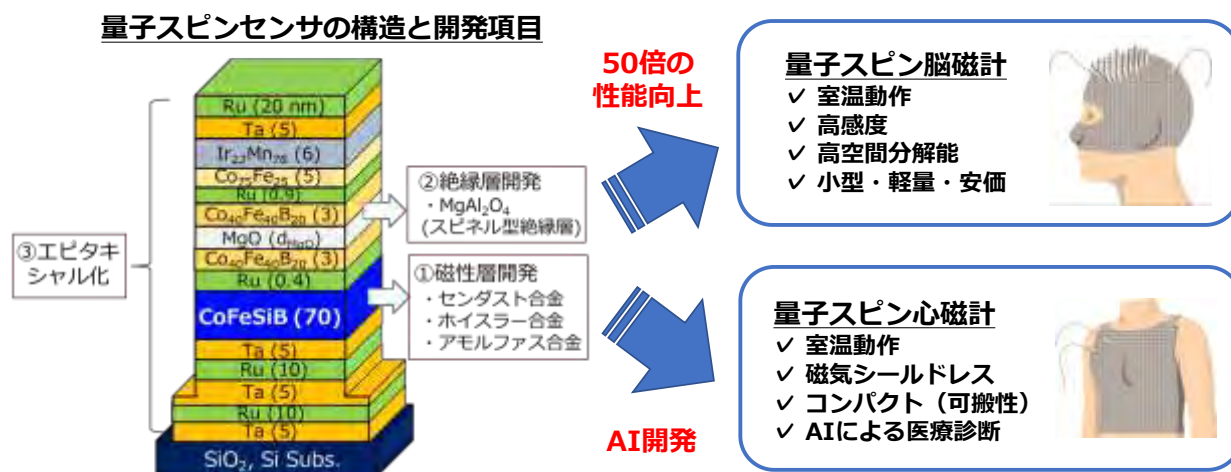 量子スピンセンサの構造と開発項目
Ru (20 nm)
Ta (5)
Ir₂₂Mn₇₈ (6)
Co₇₅Fe₂₅ (5)
Ru (0.9)
Co₄₀Fe₄₀B₂₀ (3)
MgO (d_MgO)
Co₄₀Fe₄₀B₂₀ (3)
Ru (0.4)
CoFeSiB (70)
Ta (5)
Ru (10)
Ta (5)
Ru (10)
Ta (5)
SiO₂, Si Subs.
③エピタキ
シャル化
②絶縁層開発
・MgAl₂O₄
(スピネル型絶縁層)
①磁性層開発
・センダスト合金
・ホイスラー合金
・アモルファス合金
50倍の
性能向上
AI開発
量子スピン脳磁計
✓ 室温動作
✓ 高感度
✓ 高空間分解能
✓ 小型・軽量・安価
量子スピン心磁計
✓ 室温動作
✓ 磁気シールドレス
✓ コンパクト（可搬性）
✓ AIによる医療診断